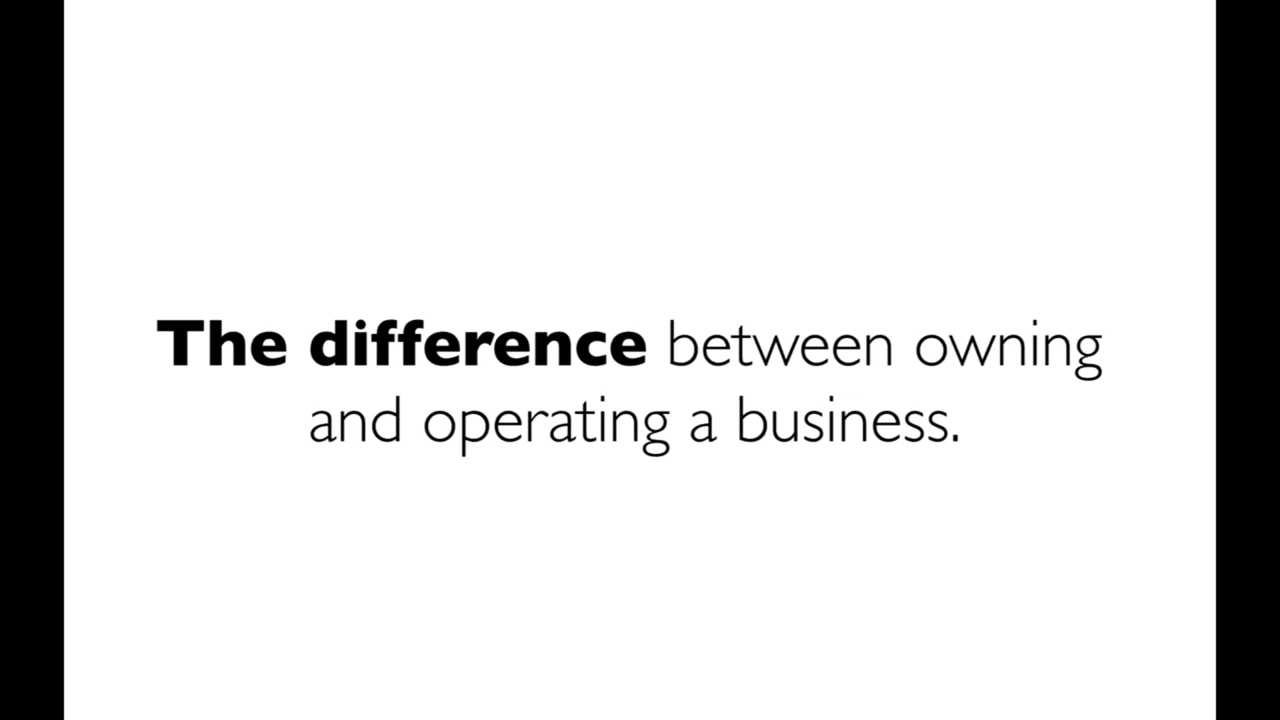 The difference between owning
and operating a business.